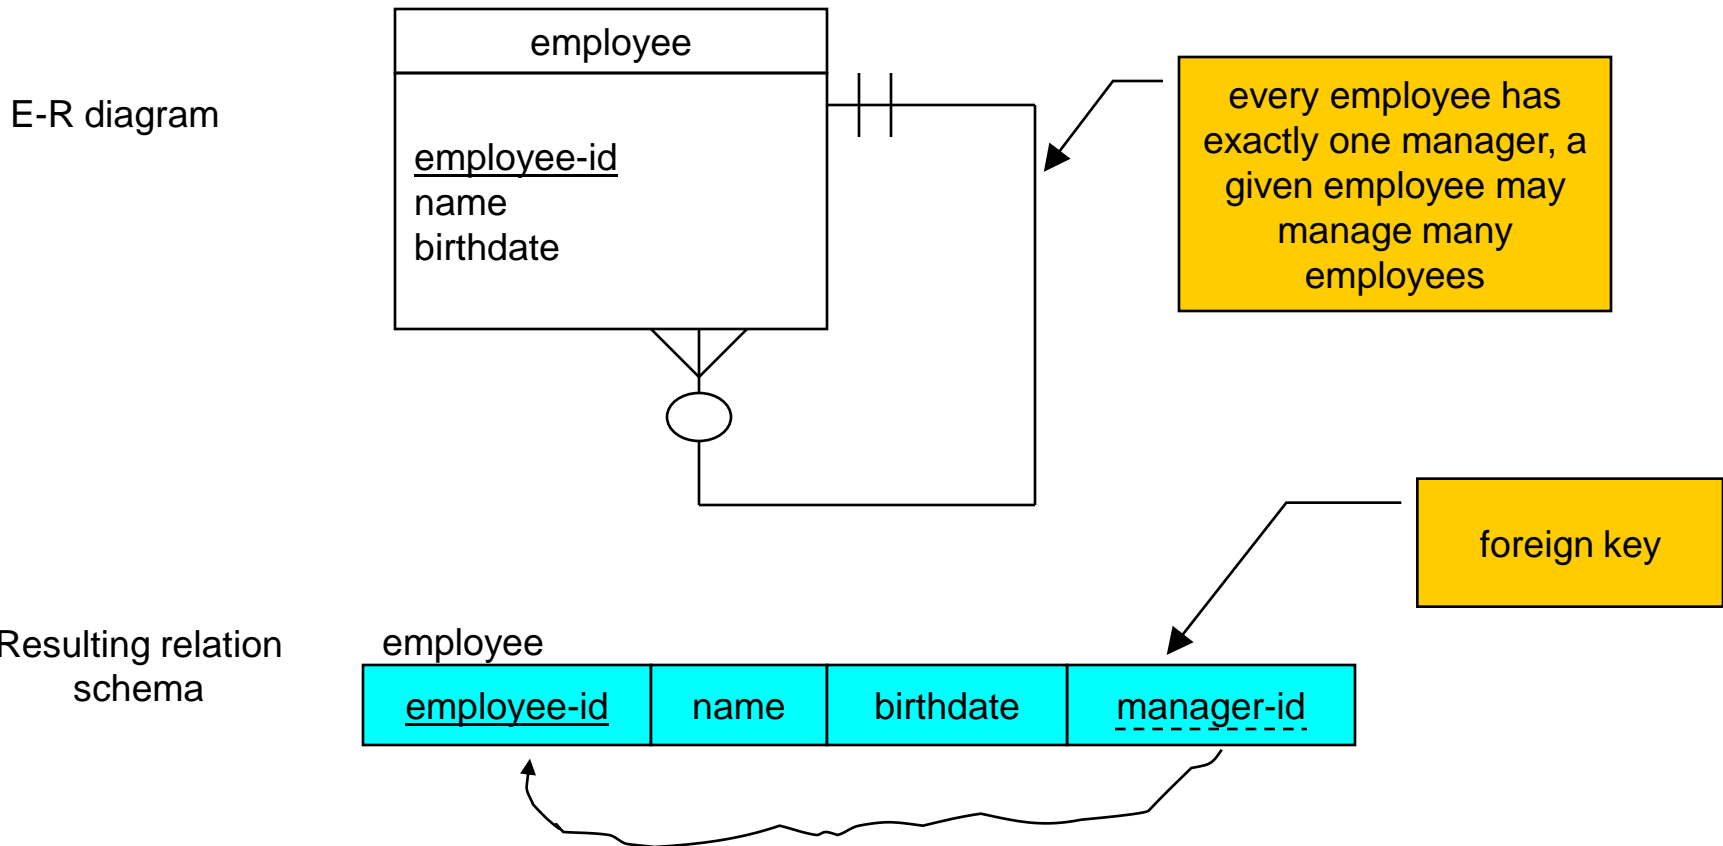 employee
E-R diagram
employee-id
name
birthdate
every employee has
exactly one manager, a
given employee may
manage many
employees
foreign key
Resulting relation
schema
employee
employee-id name birthdate manager-id